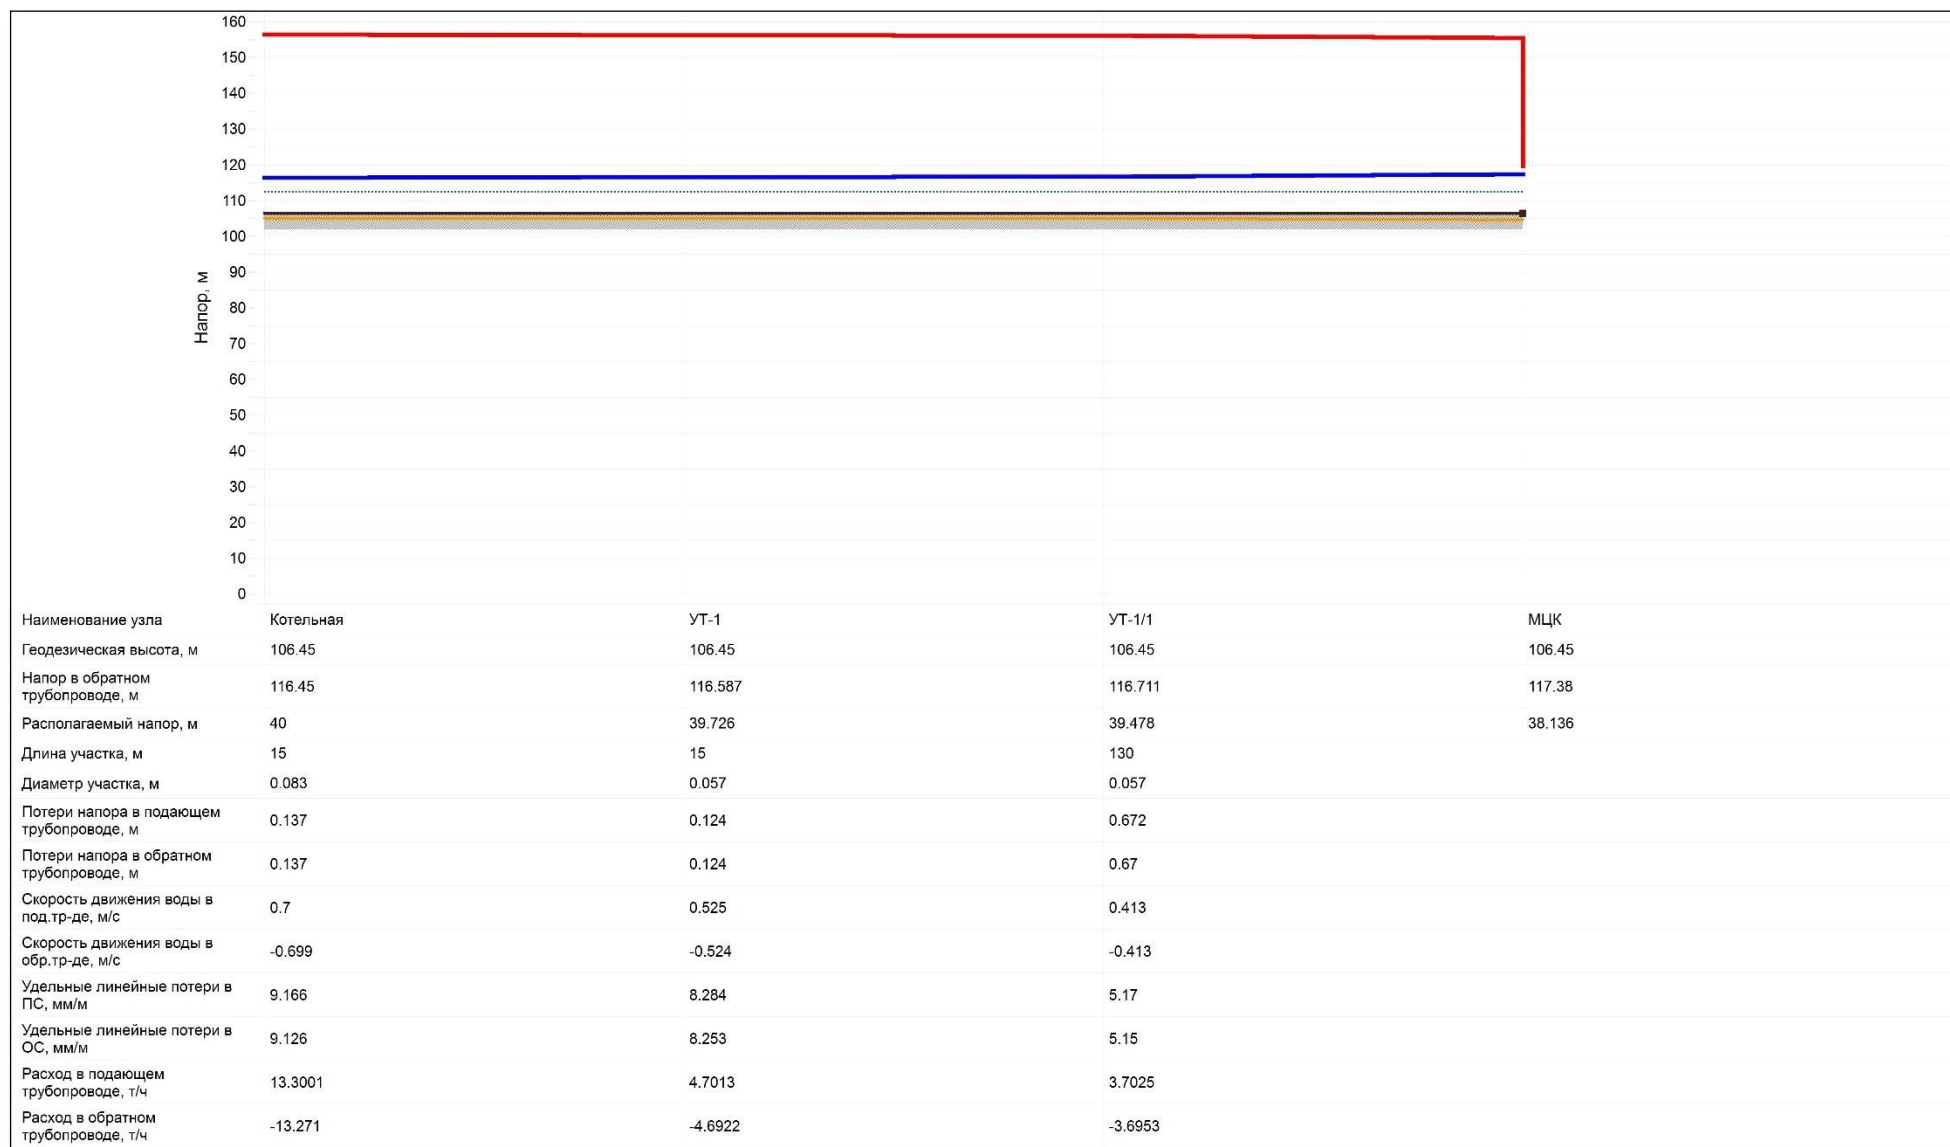 160
150
140
130
120
110
100
90
80
70
60
50
40
30
20
10
0
Напор, м
Наименование узла Котельная УТ-1 УТ-1/1 МЦК
Геодезическая высота, м 106.45 106.45 106.45 106.45
Напор в обратном
трубопроводе, м 116.45 116.587 116.711 117.38
Располагаемый напор, м 40 39.726 39.478 38.136
Длина участка, м 15 15 130
Диаметр участка, м 0.083 0.057 0.057
Потери напора в подающем
трубопроводе, м 0.137 0.124 0.672
Потери напора в обратном
трубопроводе, м 0.137 0.124 0.67
Скорость движения воды в
под.тр-де, м/с 0.7 0.525 0.413
Скорость движения воды в
обр.тр-де, м/с -0.699 -0.524 -0.413
Удельные линейные потери в
ПС, мм/м 9.166 8.284 5.17
Удельные линейные потери в
ОС, мм/м 9.126 8.253 5.15
Расход в подающем
трубопроводе, т/ч 13.3001 4.7013 3.7025
Расход в обратном
трубопроводе, т/ч -13.271 -4.6922 -3.6953